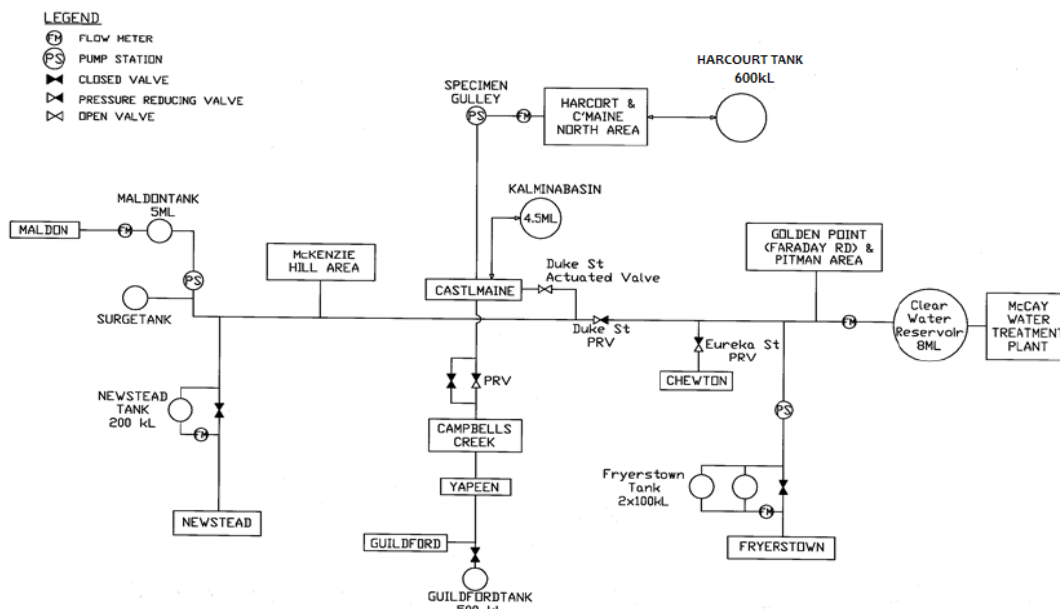 LEGEND
FM FLOW METER
PS PUMP STATION
CLOSED VALVE
PRESSURE REDUCING VALVE
OPEN VALVE
HARCOURT TANK
600kL
SPECIMEN
GULLEY
PS
FM
HARCORT &
C'MAINE
NORTH AREA
MALDONTANK
5ML
MALDON
FM
PS
SURGETANK
McKENZIE
HILL AREA
KALMINABASIN
4.5ML
Duke St
Actuated Valve
CASTLMAINE
GOLDEN POINT
(FARADAY RD) &
PITMAN AREA
Duke St
PRV
Eureka St
PRV
CHEWTON
FM
Clear
Water
Reservoir
8ML
McCAY
WATER
TREATMENT
PLANT
NEWSTEAD
TANK
200 kL
FM
NEWSTEAD
PRV
CAMPBELLS
CREEK
YAPEEN
GUILDFORD
GUILDFORDTANK
500 kL
PS
Fryerstown
Tank
2x100kL
FM
FRYERSTOWN